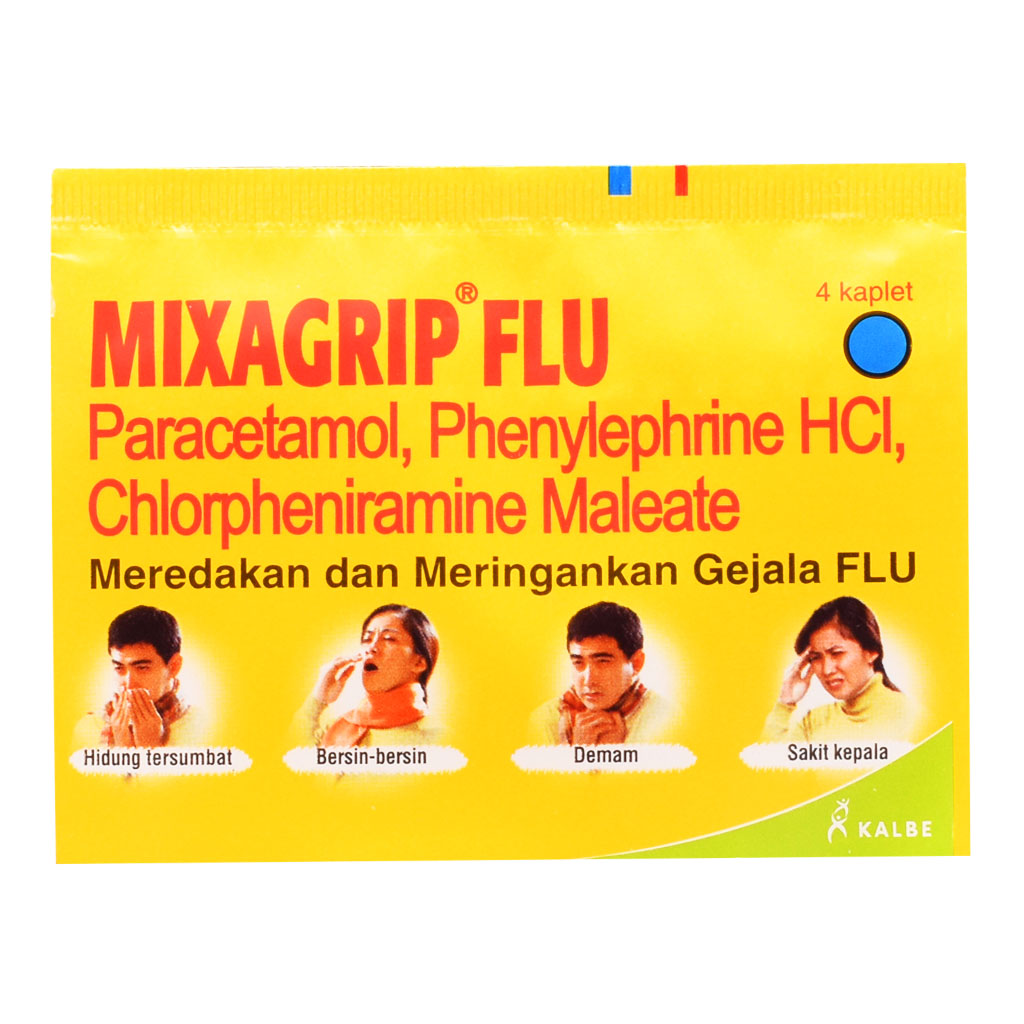 MIXAGRIP® FLU
4 kaplet
Paracetamol, Phenylephrine HCl,
Chlorpheniramine Maleate
Meredakan dan Meringankan Gejala FLU
Hidung tersumbat
Bersin-bersin
Demam
Sakit kepala
KALBE